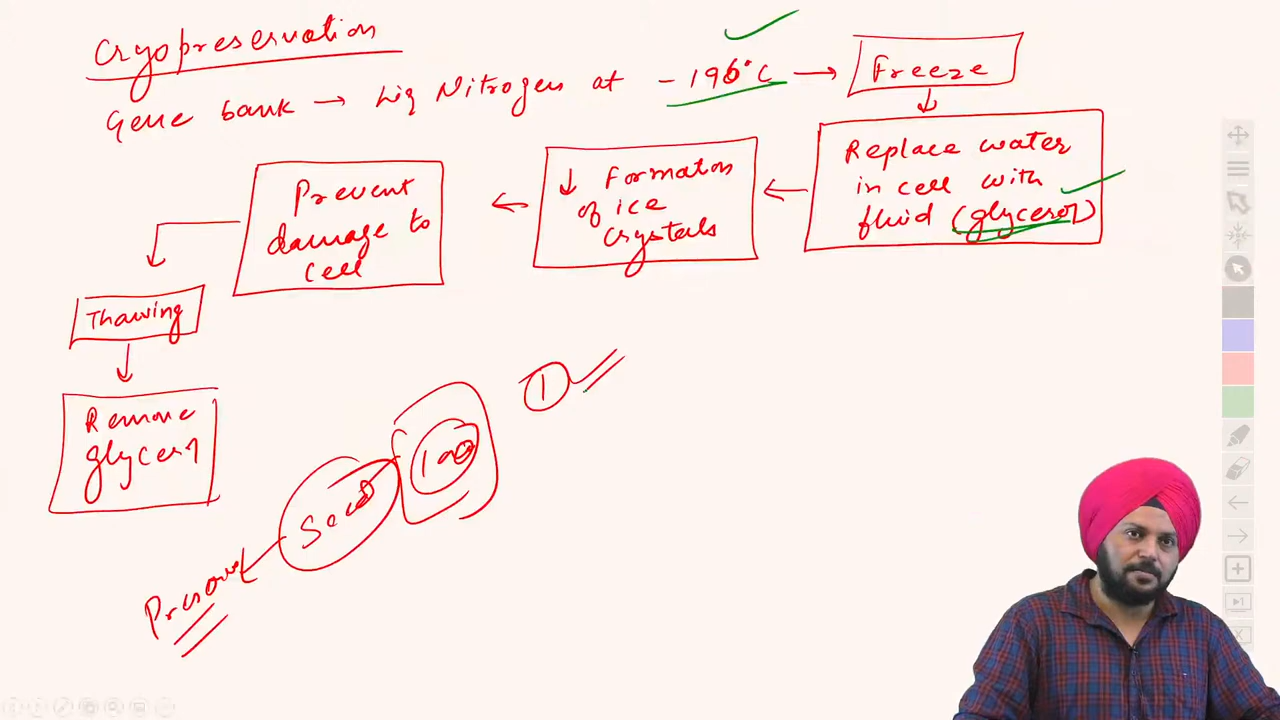 Cryopreservation
Gene bank → Liq Nitrogen at -196°C → Freeze
Replace water
in cell with
fluid (glycerol)
↓ Formaton
of ice
crystals
Prevent
damage to
cell
Thawing
Remove
glycerol
1
100
Seed
Preserve